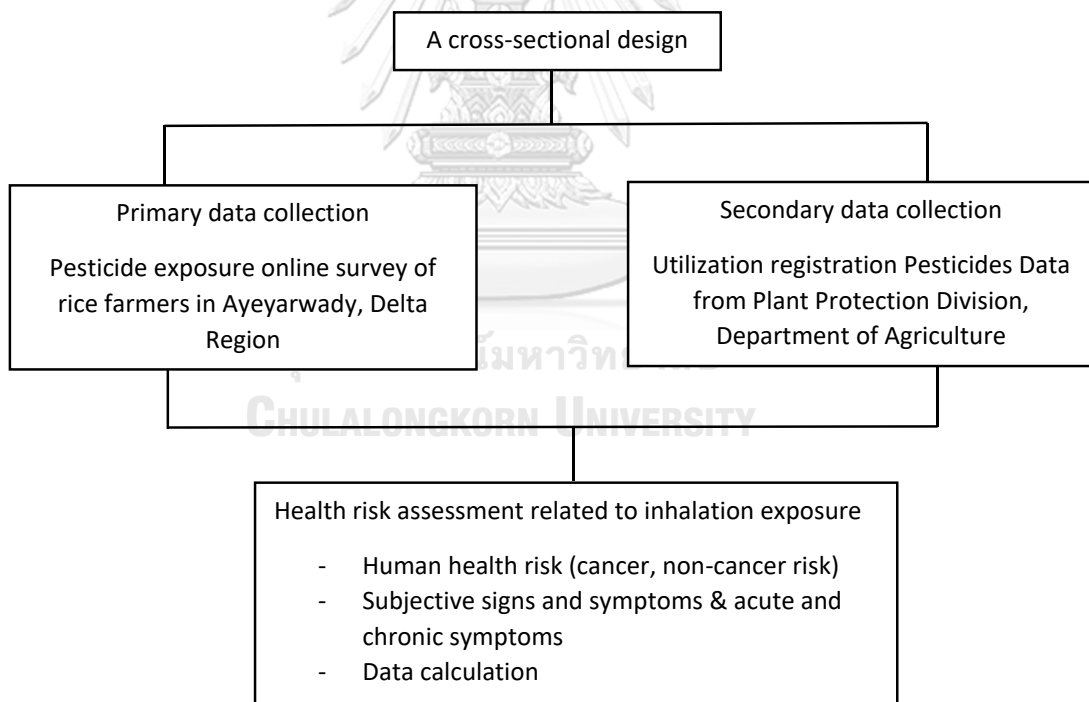 A cross-sectional design
Primary data collection
Pesticide exposure online survey of
rice farmers in Ayeyarwady, Delta
Region
Secondary data collection
Utilization registration Pesticides Data
from Plant Protection Division,
Department of Agriculture
CHULALONGKORN UNIVERSITY
Health risk assessment related to inhalation exposure
- Human health risk (cancer, non-cancer risk)
- Subjective signs and symptoms & acute and
chronic symptoms
- Data calculation